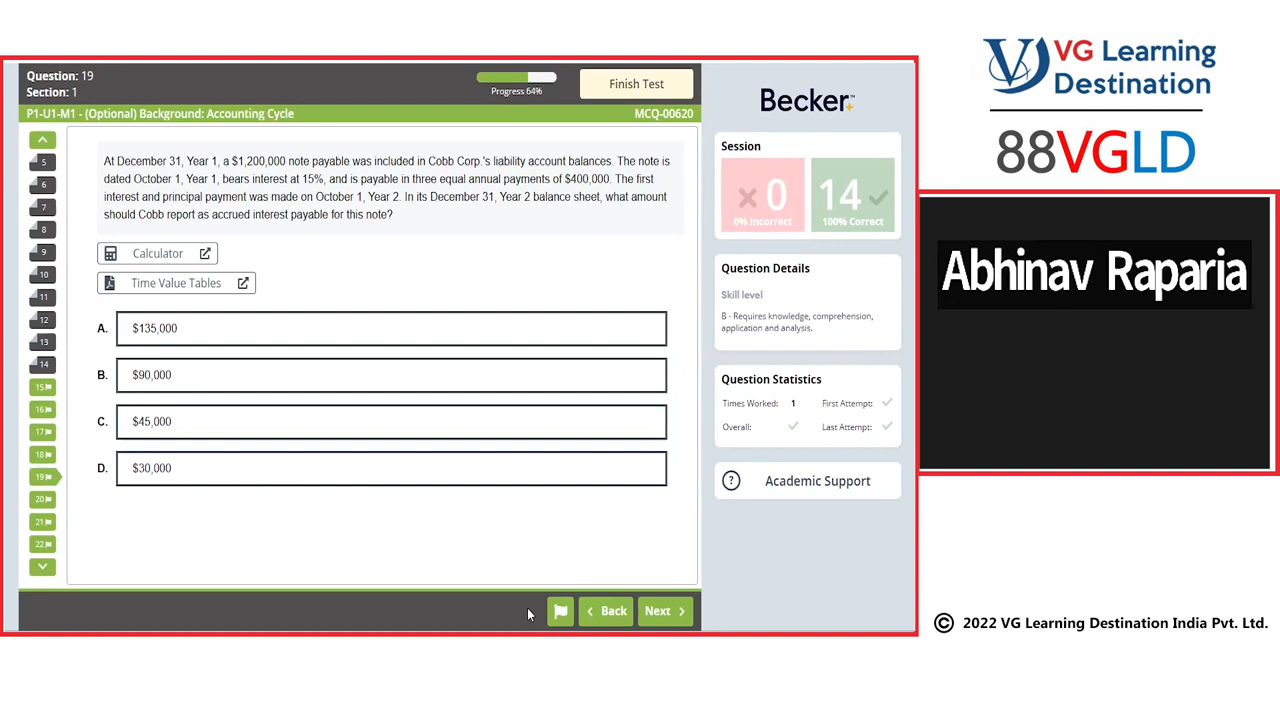 Question: 19
Section: 1
Progress 64%
Finish Test
P1-U1-M1 - (Optional) Background: Accounting Cycle
MCQ-00620
5
6
7
8
9
10
11
12
13
14
15
16
17
18
19
20
21
22
At December 31, Year 1, a $1,200,000 note payable was included in Cobb Corp.'s liability account balances. The note is
dated October 1, Year 1, bears interest at 15%, and is payable in three equal annual payments of $400,000. The first
interest and principal payment was made on October 1, Year 2. In its December 31, Year 2 balance sheet, what amount
should Cobb report as accrued interest payable for this note?
Calculator
Time Value Tables
A. $135,000
B. $90,000
C. $45,000
D. $30,000
Back
Next
Becker
Session
0
0% Incorrect
14
100% Correct
Question Details
Skill level
B - Requires knowledge, comprehension,
application and analysis.
Question Statistics
Times Worked: 1 First Attempt:
Overall: Last Attempt:
? Academic Support
VG Learning
Destination
88VGLD
Abhinav Raparia
© 2022 VG Learning Destination India Pvt. Ltd.